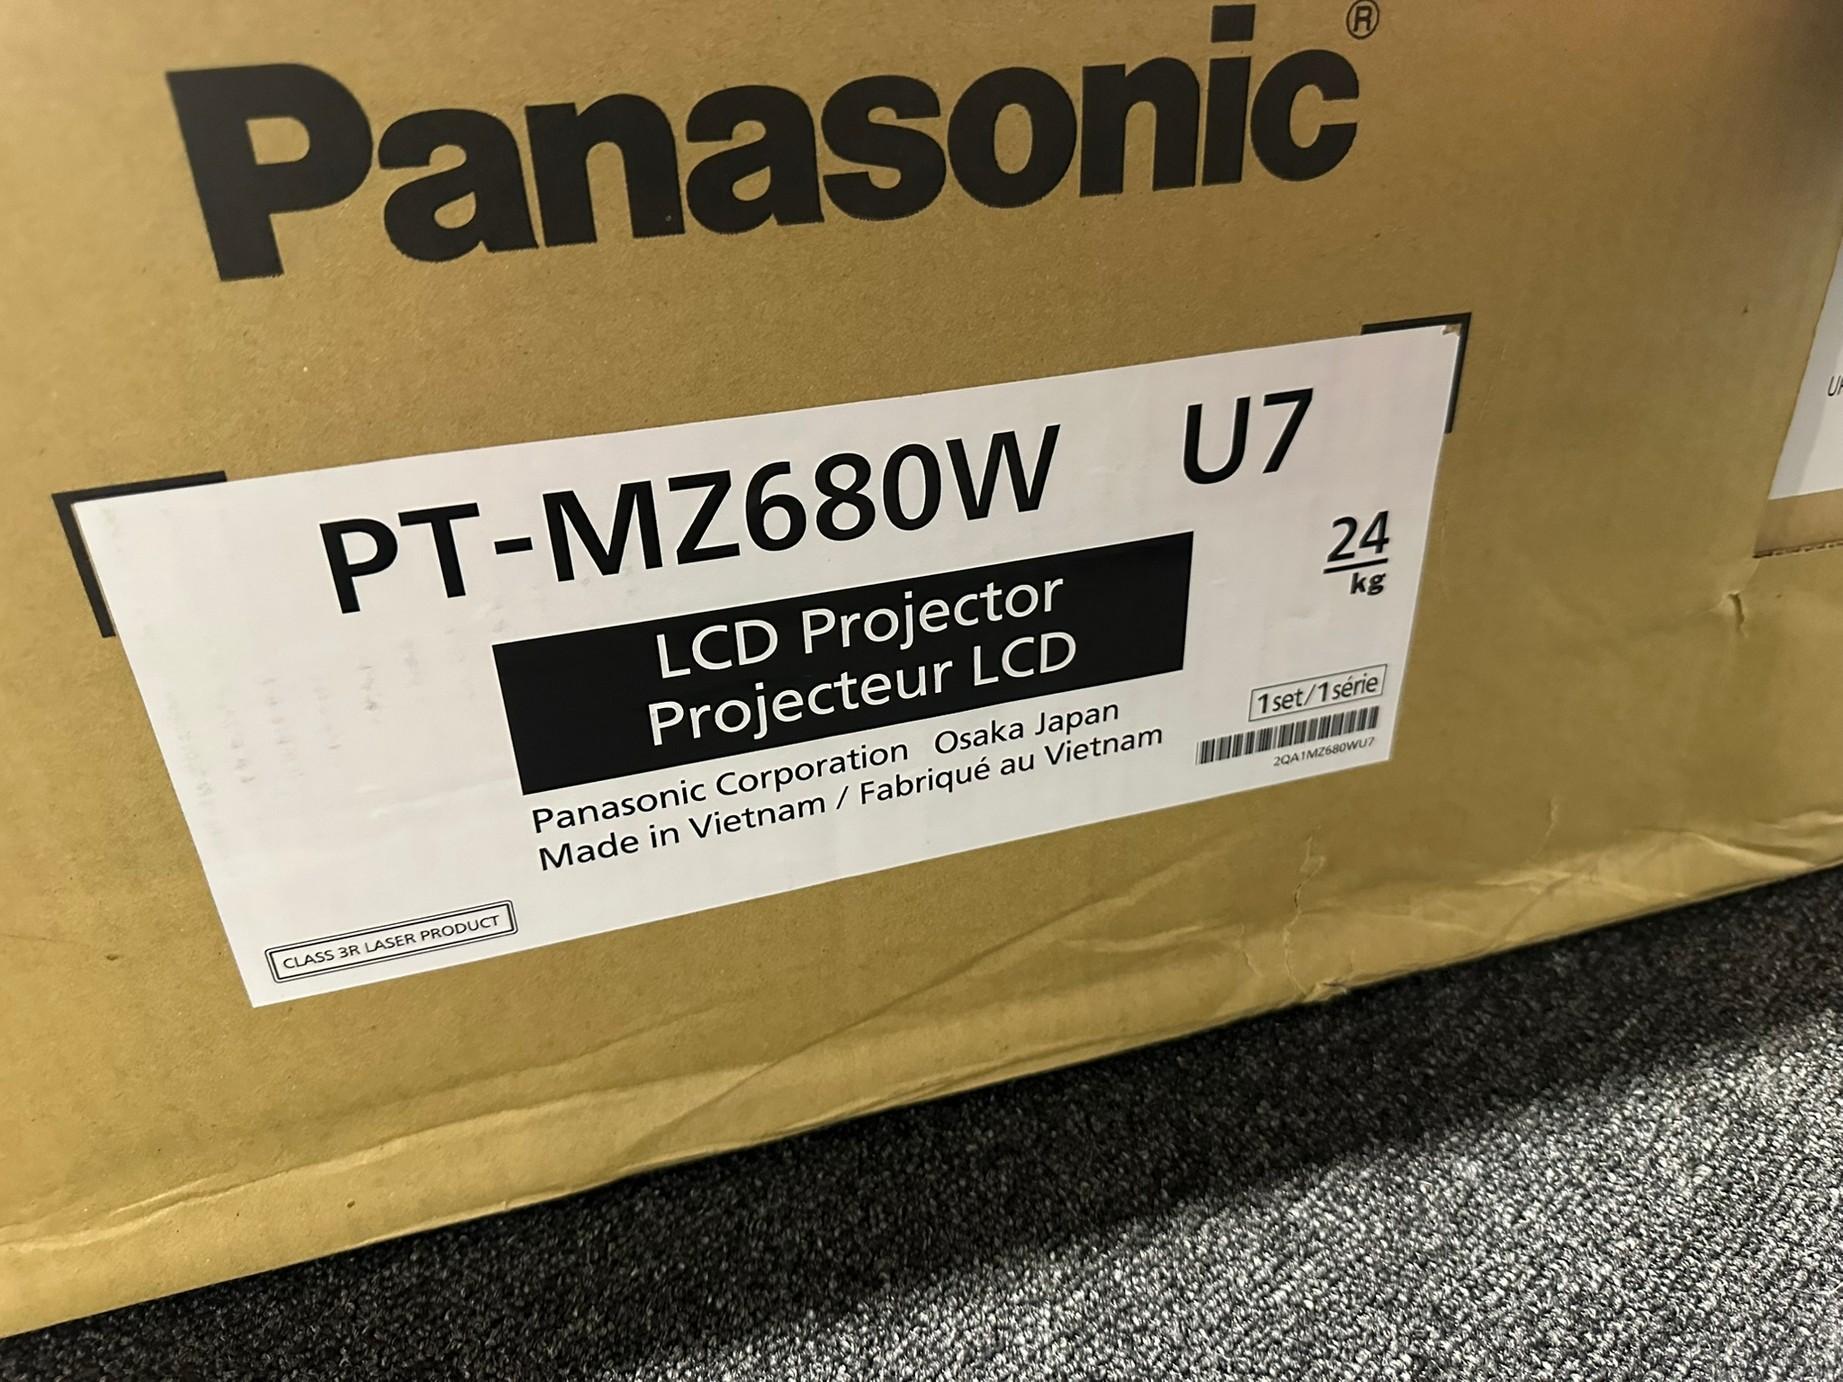 Panasonic®
PT-MZ680W U7
24
kg
LCD Projector
Projecteur LCD
1set/1série
Panasonic Corporation Osaka Japan
Made in Vietnam / Fabriqué au Vietnam
2QA1MZ680WU7
CLASS 3R LASER PRODUCT